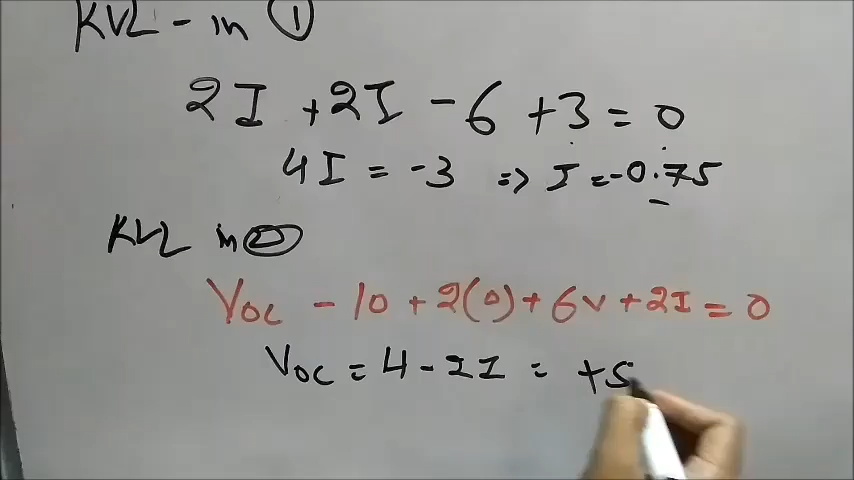 KVL - in ①
2I + 2I - 6 + 3 = 0
4I = -3 => I = -0.75
KVL in ②
Voc - 10 + 2(0) + 6v + 2I = 0
Voc = 4 - 2I = +5